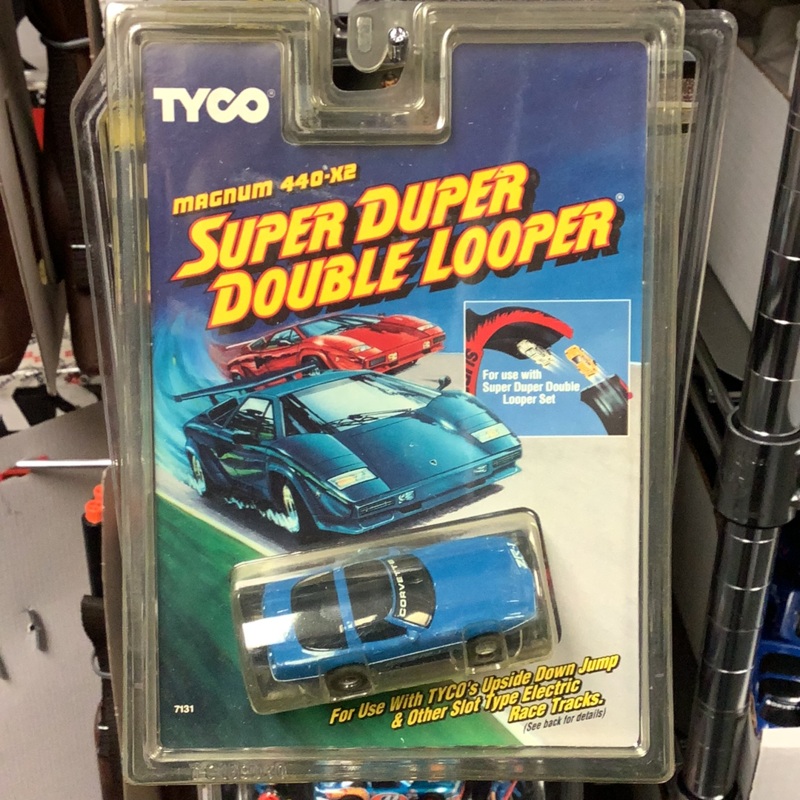 TYCO®
MAGNUM 440-X2
SUPER DUPER
DOUBLE LOOPER®
For use with
Super Duper Double
Looper Set
CORVETTE
For Use With TYCO's Upside Down Jump
& Other Slot Type Electric
Race Tracks.
(See back for details)
7131